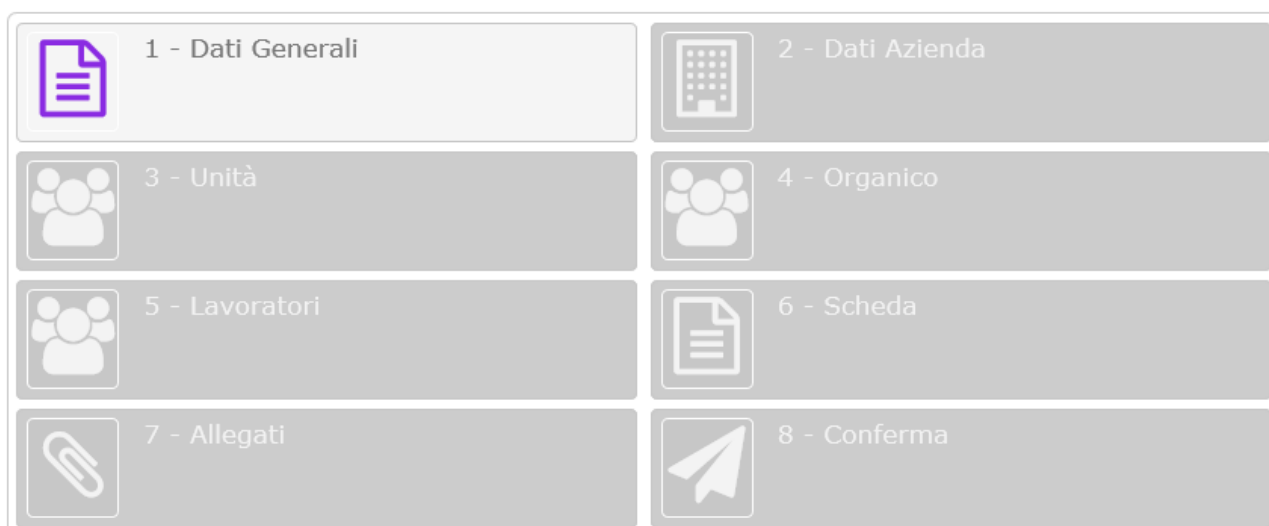 1 - Dati Generali
2 - Dati Azienda
3 - Unità
4 - Organico
5 - Lavoratori
6 - Scheda
7 - Allegati
8 - Conferma